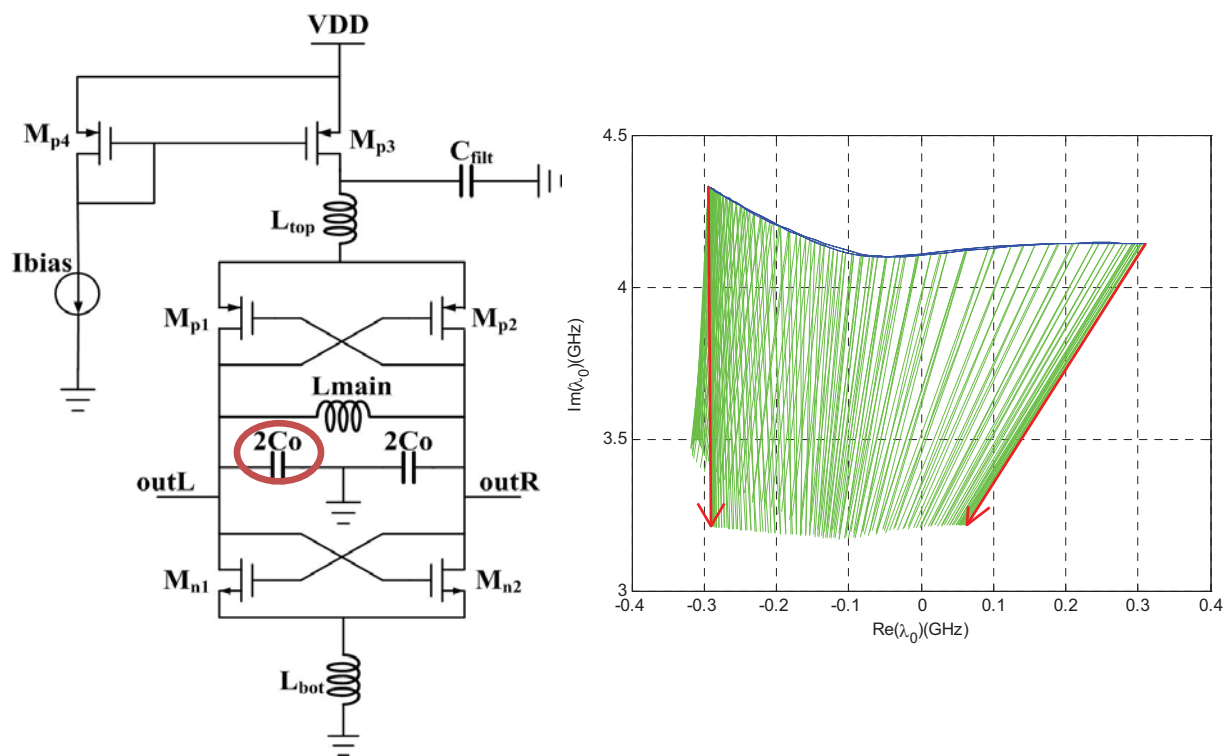 VDD
Mp4
Mp3
Cfilt
Ltop
Ibias
Mp1
Mp2
Lmain
2Co
2Co
outL
outR
Mn1
Mn2
Lbot
4.5
4
3.5
3
-0.4
-0.3
-0.2
-0.1
0
0.1
0.2
0.3
0.4
Im(λ0)(GHz)
Re(λ0)(GHz)